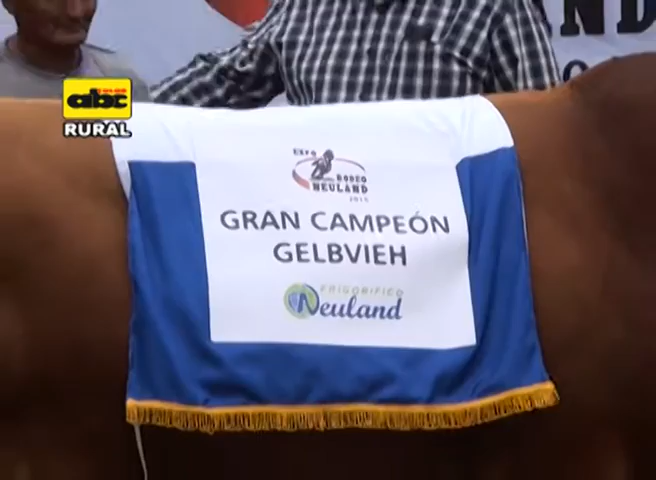 abc
RURAL
EXPO
RODEO
NEULAND
GRAN CAMPEÓN
GELBVIEH
FRIGORIFICO
Neuland